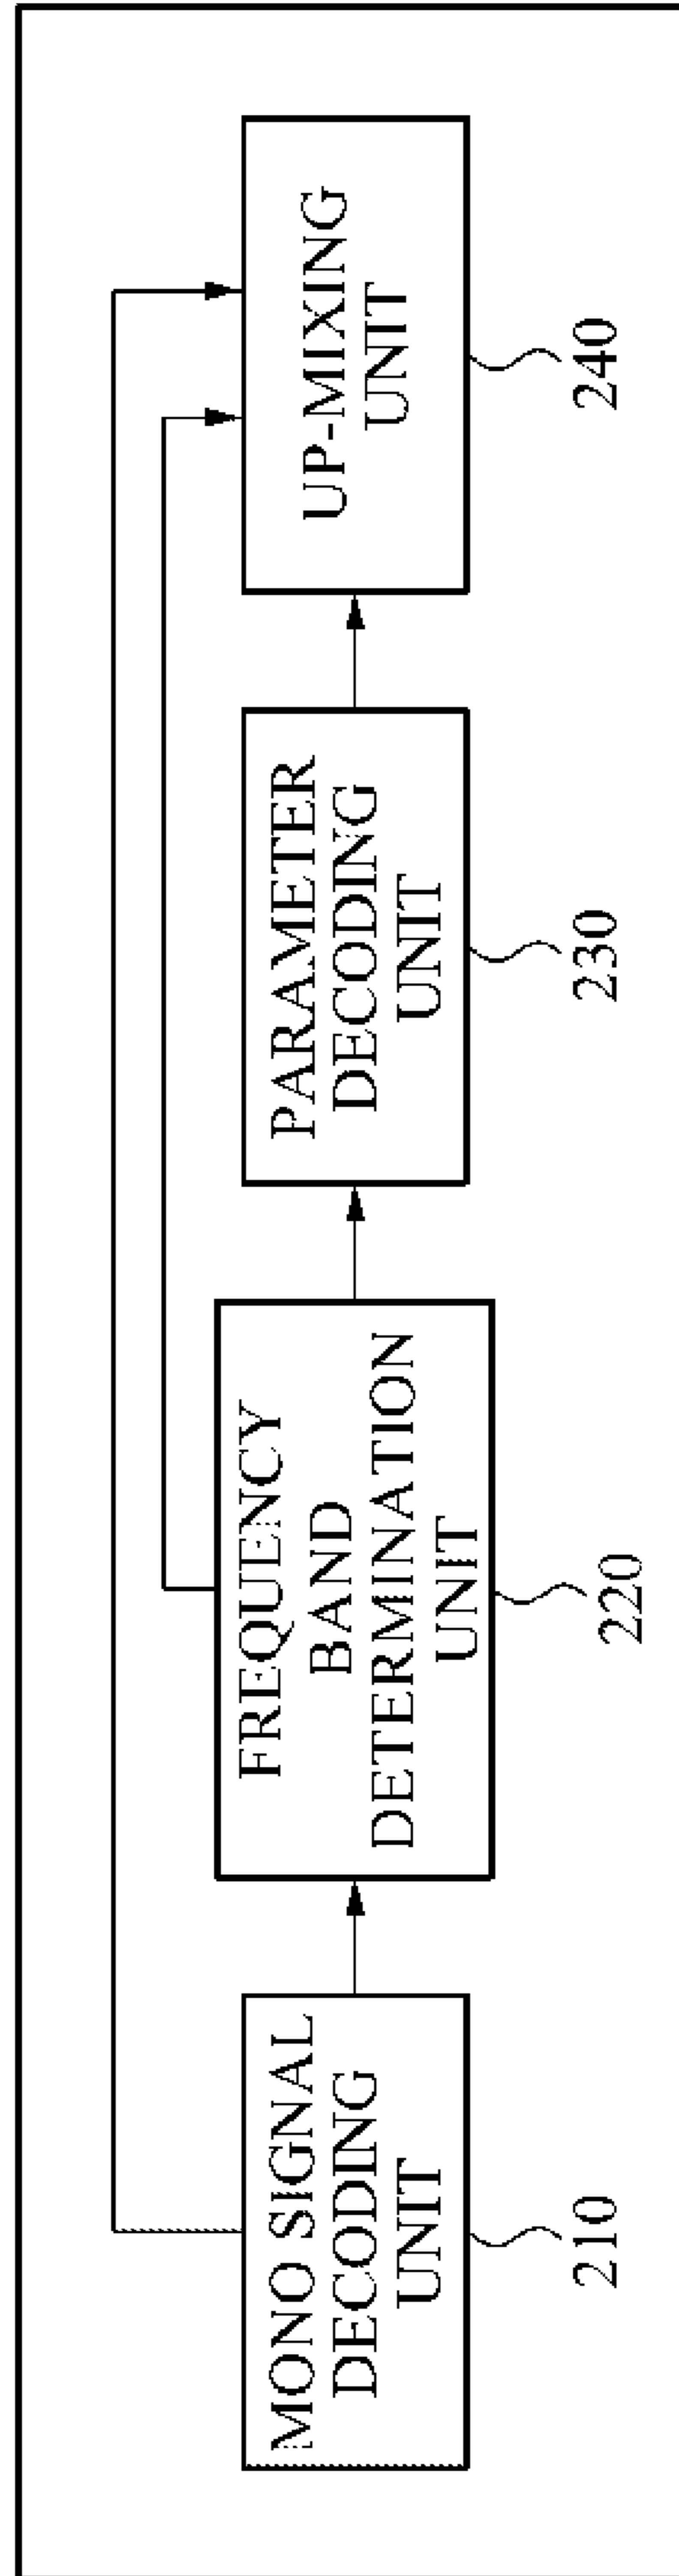 MONO SIGNAL
DECODING
UNIT
210
FREQUENCY
BAND
DETERMINATION
UNIT
220
PARAMETER
DECODING
UNIT
230
UP-MIXING
UNIT
240